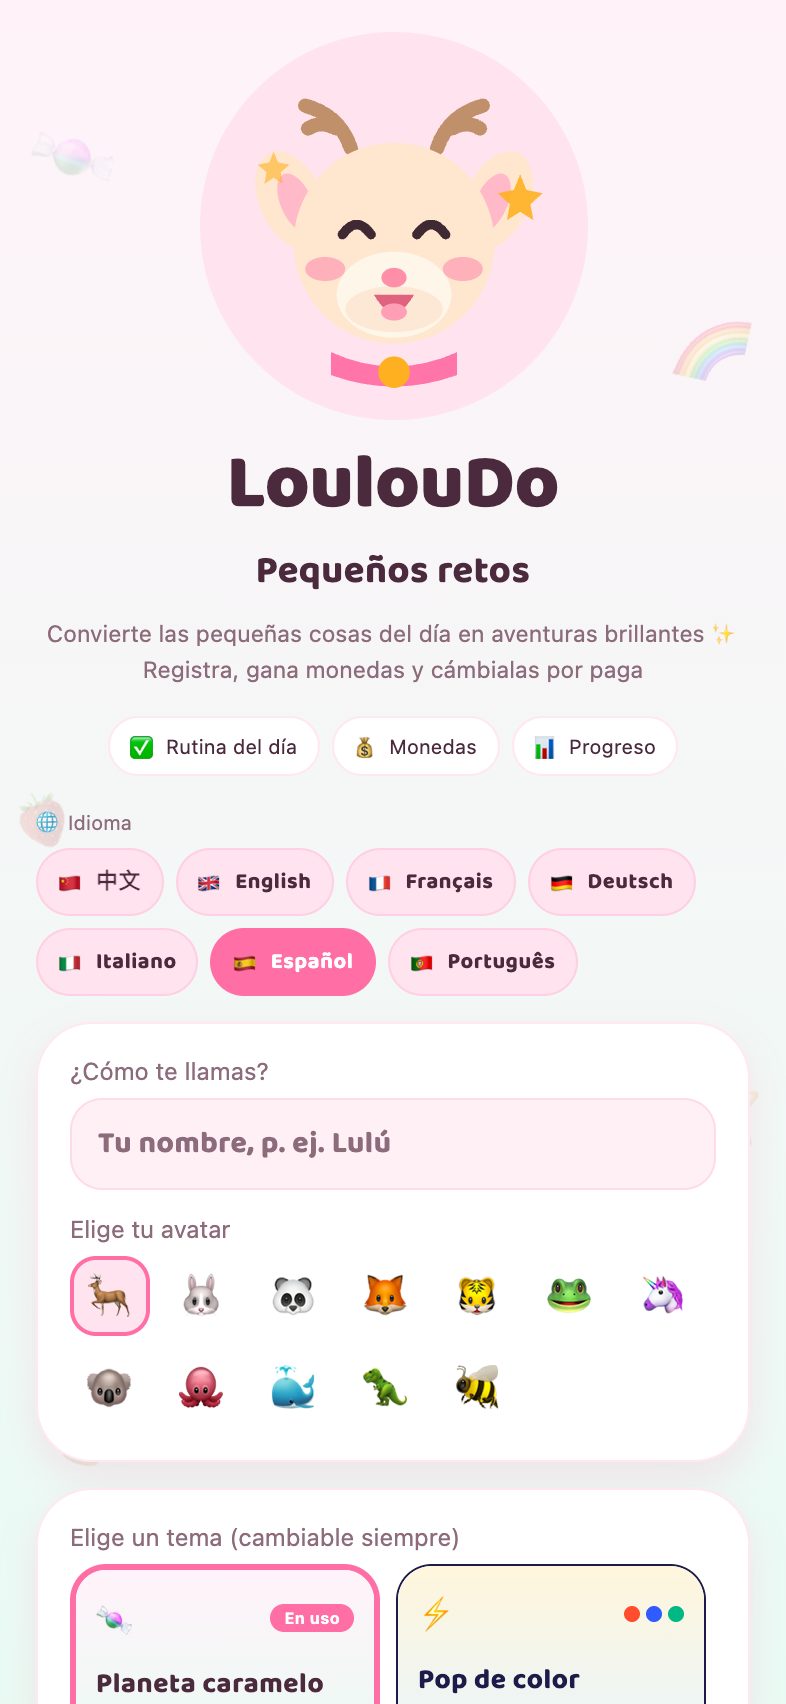 LoulouDo
Pequeños retos
Convierte las pequeñas cosas del día en aventuras brillantes ✨
Registra, gana monedas y cámbialas por paga
✅ Rutina del día
💰 Monedas
📊 Progreso
🌐 Idioma
🇨🇳 中文
🇬🇧 English
🇫🇷 Français
🇩🇪 Deutsch
🇮🇹 Italiano
🇪🇸 Español
🇵🇹 Português
¿Cómo te llamas?
Tu nombre, p. ej. Lulú
Elige tu avatar
Elige un tema (cambiable siempre)
En uso
Planeta caramelo
Pop de color